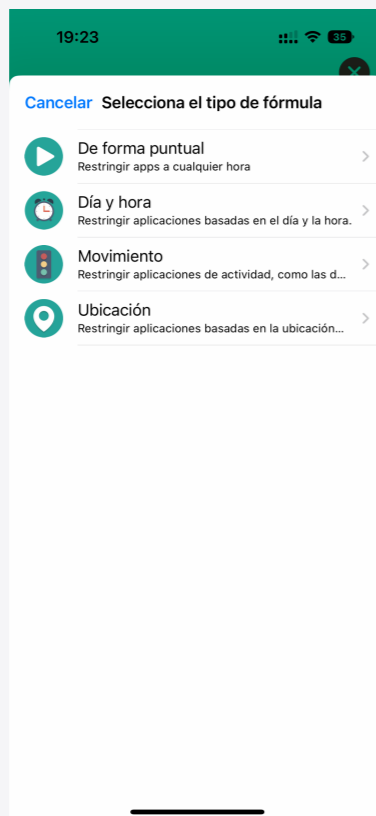 19:23
35
Cancelar Selecciona el tipo de fórmula
De forma puntual
Restringir apps a cualquier hora
Día y hora
Restringir aplicaciones basadas en el día y la hora.
Movimiento
Restringir aplicaciones de actividad, como las d...
Ubicación
Restringir aplicaciones basadas en la ubicación...